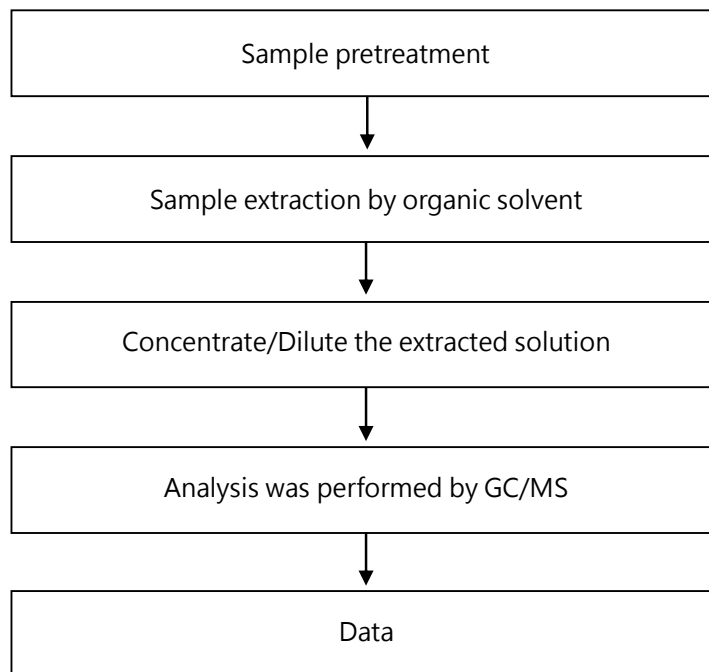 Sample pretreatment
Sample extraction by organic solvent
Concentrate/Dilute the extracted solution
Analysis was performed by GC/MS
Data